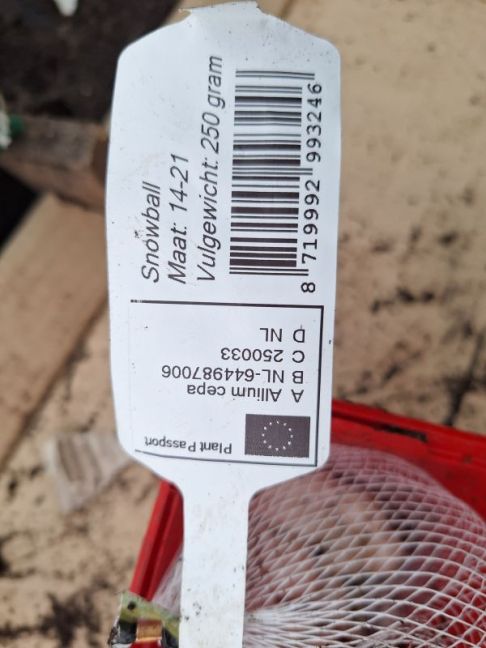 Snowball
Maat: 14-21
Vulgewicht: 250 gram
8 719992 993246
Plant Passport
A Allium cepa
B NL-644987006
C 250033
D NL